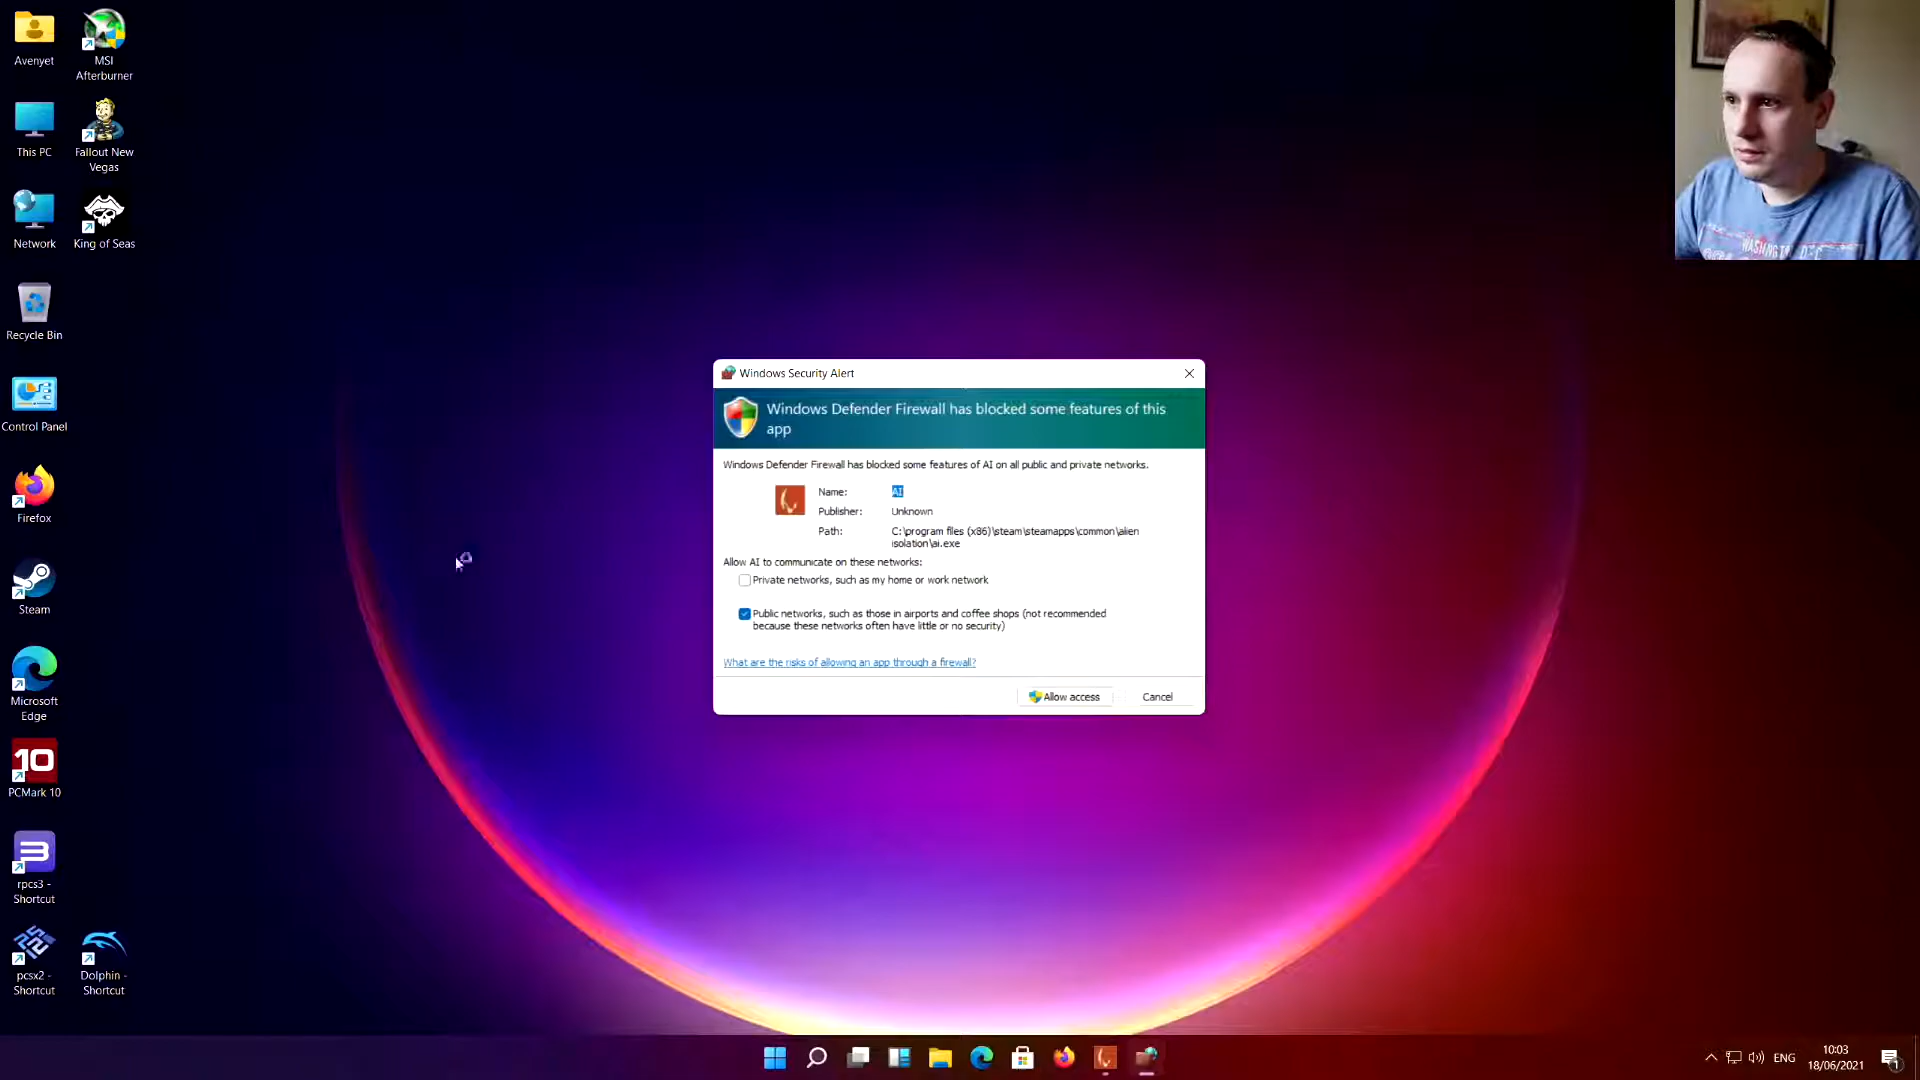 Avenyet
MSI
Afterburner
This PC
Fallout New
Vegas
Network
King of Seas
Recycle Bin
Control Panel
Firefox
Steam
Microsoft
Edge
10
PCMark 10
rpcs3 -
Shortcut
pcsx2 -
Shortcut
Dolphin -
Shortcut
Windows Security Alert
Windows Defender Firewall has blocked some features of this
app
Windows Defender Firewall has blocked some features of AI on all public and private networks.
Name: AI
Publisher: Unknown
Path: C:\program files (x86)\steam\steamapps\common\alien
isolation\ai.exe
Allow AI to communicate on these networks:
Private networks, such as my home or work network
Public networks, such as those in airports and coffee shops (not recommended
because these networks often have little or no security)
What are the risks of allowing an app through a firewall?
Allow access
Cancel
WASHINGTON D.C
ENG
10:03
18/06/2021
1